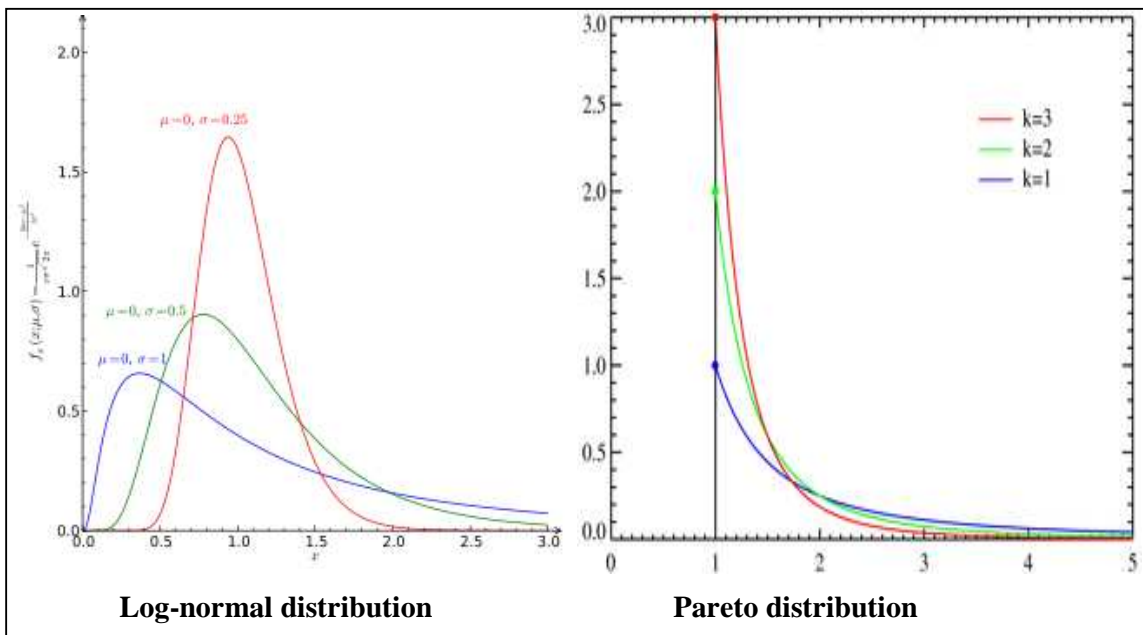 2.0
1.5
1.0
0.5
0.0
0.0 0.5 1.0 1.5 2.0 2.5 3.0
x
μ=0, σ=0.25
μ=0, σ=0.5
μ=0, σ=1
Log-normal distribution
3.0
2.5
2.0
1.5
1.0
0.5
0.0
0 1 2 3 4 5
k=3
k=2
k=1
Pareto distribution